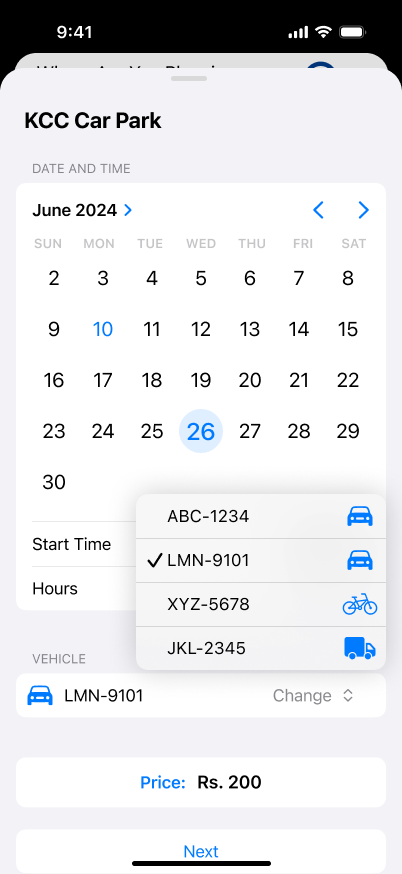 9:41
KCC Car Park
DATE AND TIME
June 2024
SUN MON TUE WED THU FRI SAT
2 3 4 5 6 7 8
9 10 11 12 13 14 15
16 17 18 19 20 21 22
23 24 25 26 27 28 29
30
ABC-1234
Start Time
LMN-9101
Hours
XYZ-5678
JKL-2345
VEHICLE
LMN-9101 Change
Price: Rs. 200
Next